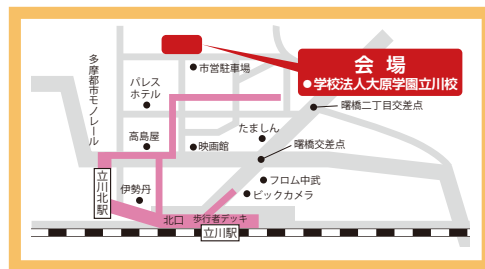 会場
学校法人大原学園立川校
市営駐車場
多摩都市モノレール
パレス
ホテル
曙橋二丁目交差点
たましん
高島屋
映画館
曙橋交差点
伊勢丹
フロム中武
ビックカメラ
立川北駅
北口
歩行者デッキ
立川駅